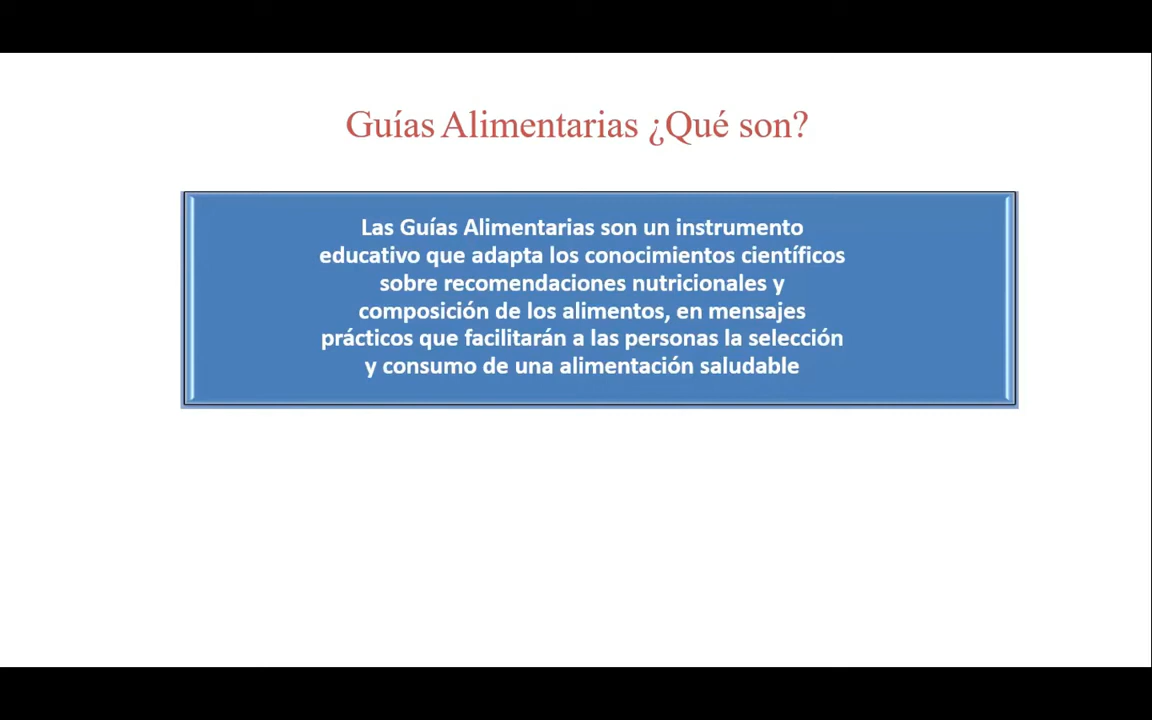 Guías Alimentarias ¿Qué son?
Las Guías Alimentarias son un instrumento
educativo que adapta los conocimientos científicos
sobre recomendaciones nutricionales y
composición de los alimentos, en mensajes
prácticos que facilitarán a las personas la selección
y consumo de una alimentación saludable